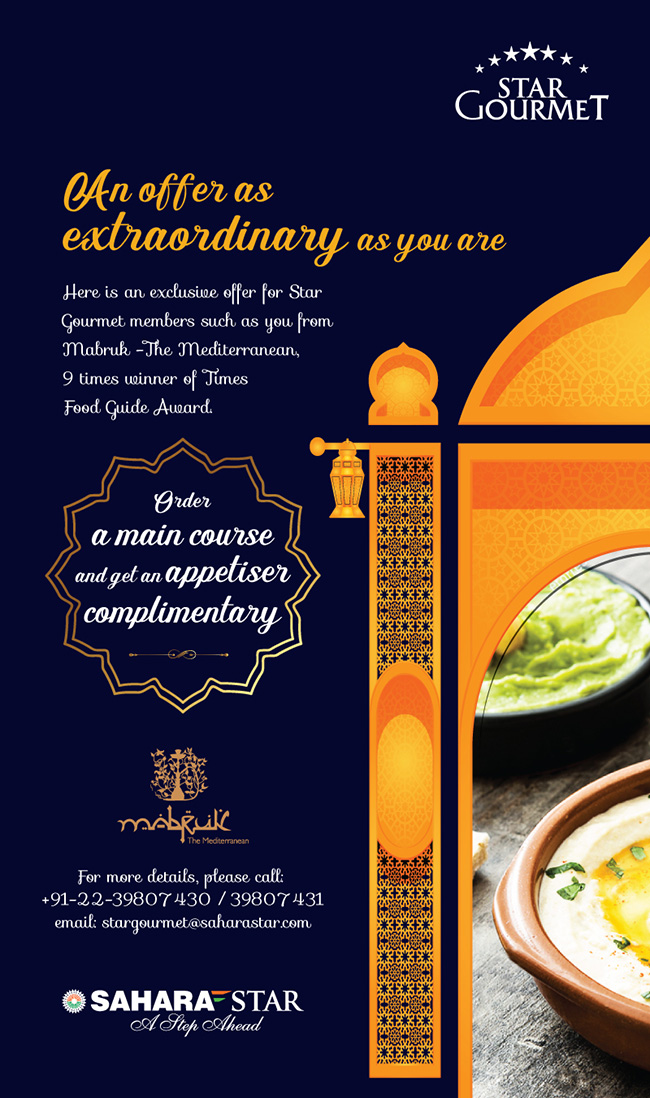 STAR
GOURMET
An offer as
extraordinary as you are
Here is an exclusive offer for Star
Gourmet members such as you from
Mabruk -The Mediterranean,
9 times winner of Times
Food Guide Award.
Order
a main course
and get an appetiser
complimentary
mabruk
The Mediterranean
For more details, please call:
+91-22-39807430 / 39807431
email: stargourmet@saharastar.com
SAHARA STAR
A Step Ahead